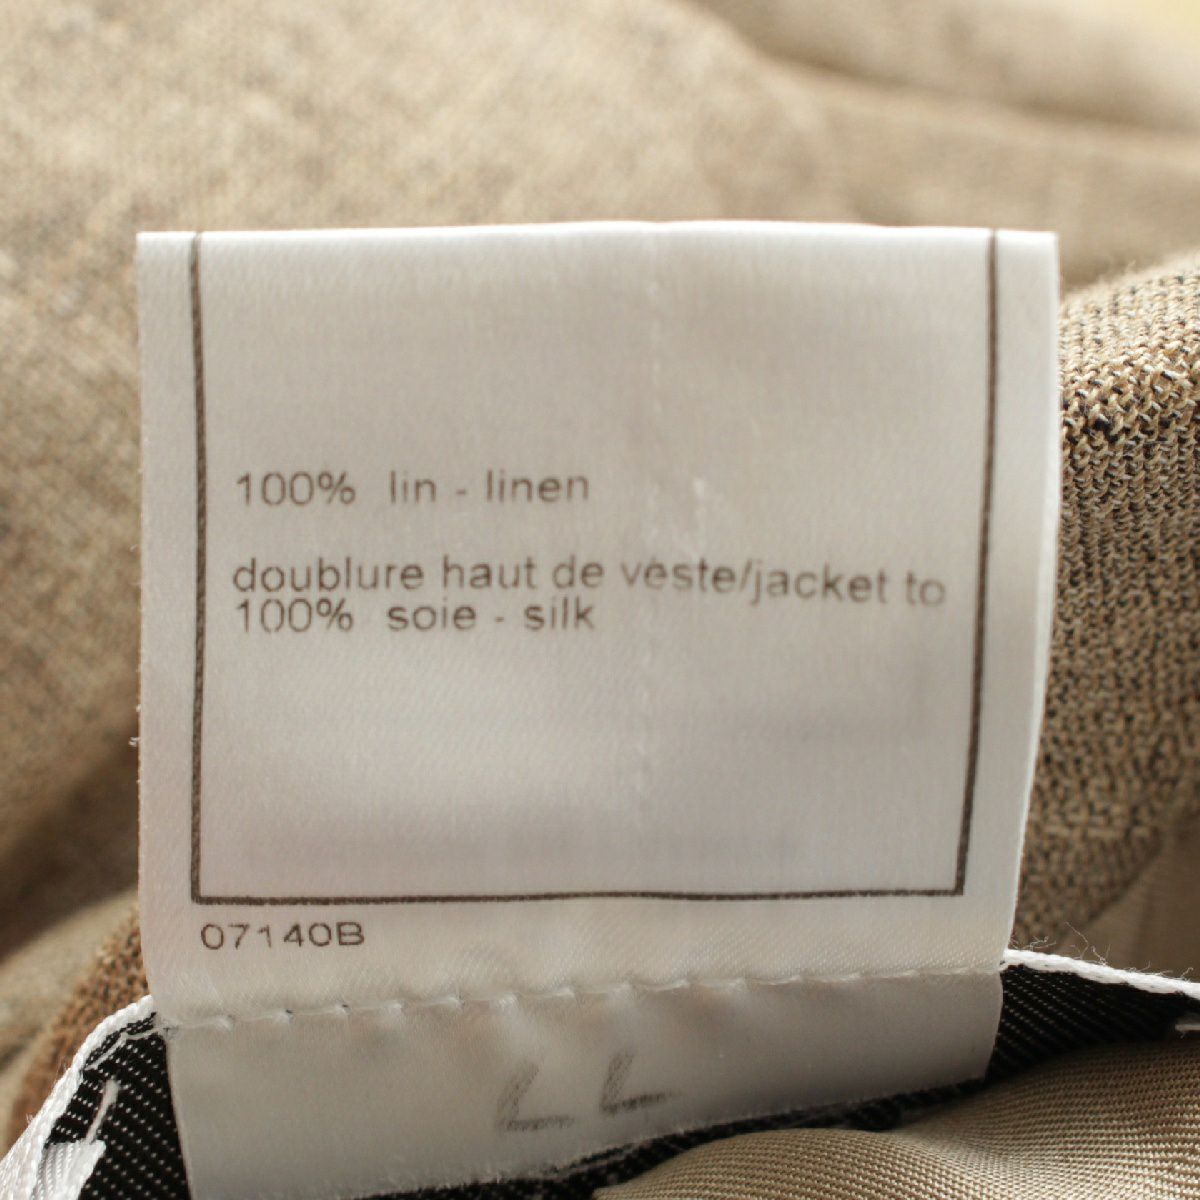 100% lin - linen
doublure haut de veste/jacket to
100% soie - silk
07140B